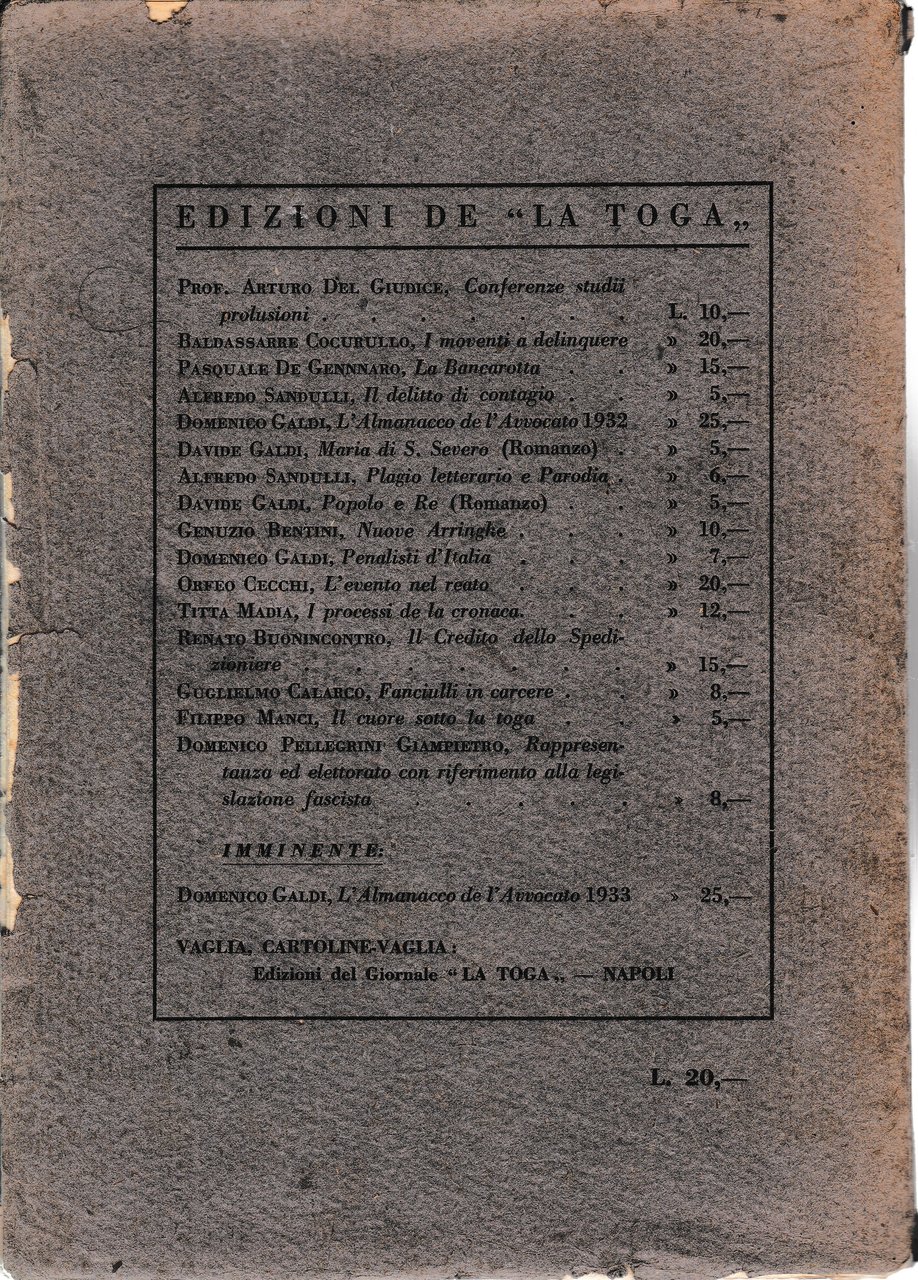 EDIZIONI DE “LA TOGA„
PROF. ARTURO DEL GIUDICE, Conferenze studii
prolusioni . . . . . . . L. 10,—
BALDASSARRE COCURULLO, I moventi a delinquere » 20,—
PASQUALE DE GENNNARO, La Bancarotta . . » 15,—
ALFREDO SANDULLI, Il delitto di contagio . . » 5,—
DOMENICO GALDI, L'Almanacco de l'Avvocato 1932 » 25,—
DAVIDE GALDI, Maria di S. Severo (Romanzo) . » 5,—
ALFREDO SANDULLI, Plagio letterario e Parodia . » 6,—
DAVIDE GALDI, Popolo e Re (Romanzo) . . » 5,—
GENUZIO BENTINI, Nuove Arringhe . . . » 10,—
DOMENICO GALDI, Penalisti d'Italia . . . » 7,—
ORFEO CECCHI, L'evento nel reato . . . » 20,—
TITTA MADIA, I processi de la cronaca. . . » 12,—
RENATO BUONINCONTRO, Il Credito dello Spedi-
zioniere . . . . . . . » 15,—
GUGLIELMO CALARCO, Fanciulli in carcere . . » 8,—
FILIPPO MANCI, Il cuore sotto la toga . . » 5,—
DOMENICO PELLEGRINI GIAMPIETRO, Rappresen-
tanza ed elettorato con riferimento alla legi-
slazione fascista . . . . . » 8,—
IMMINENTE:
DOMENICO GALDI, L'Almanacco de l'Avvocato 1933 » 25,—
VAGLIA, CARTOLINE-VAGLIA:
Edizioni del Giornale “LA TOGA„ — NAPOLI
L. 20,—